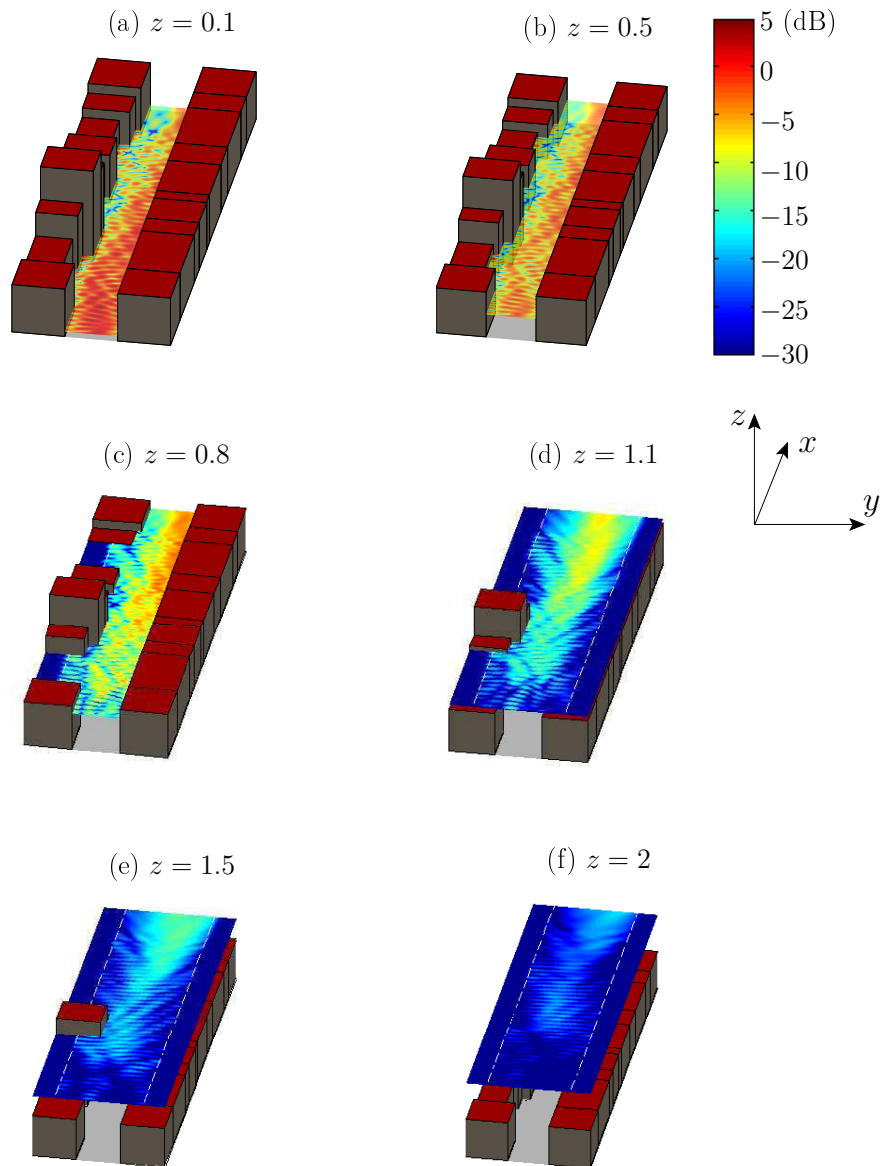 (a) z = 0.1
(b) z = 0.5
5 (dB)
0
−5
−10
−15
−20
−25
−30
(c) z = 0.8
(d) z = 1.1
z
x
y
(e) z = 1.5
(f) z = 2